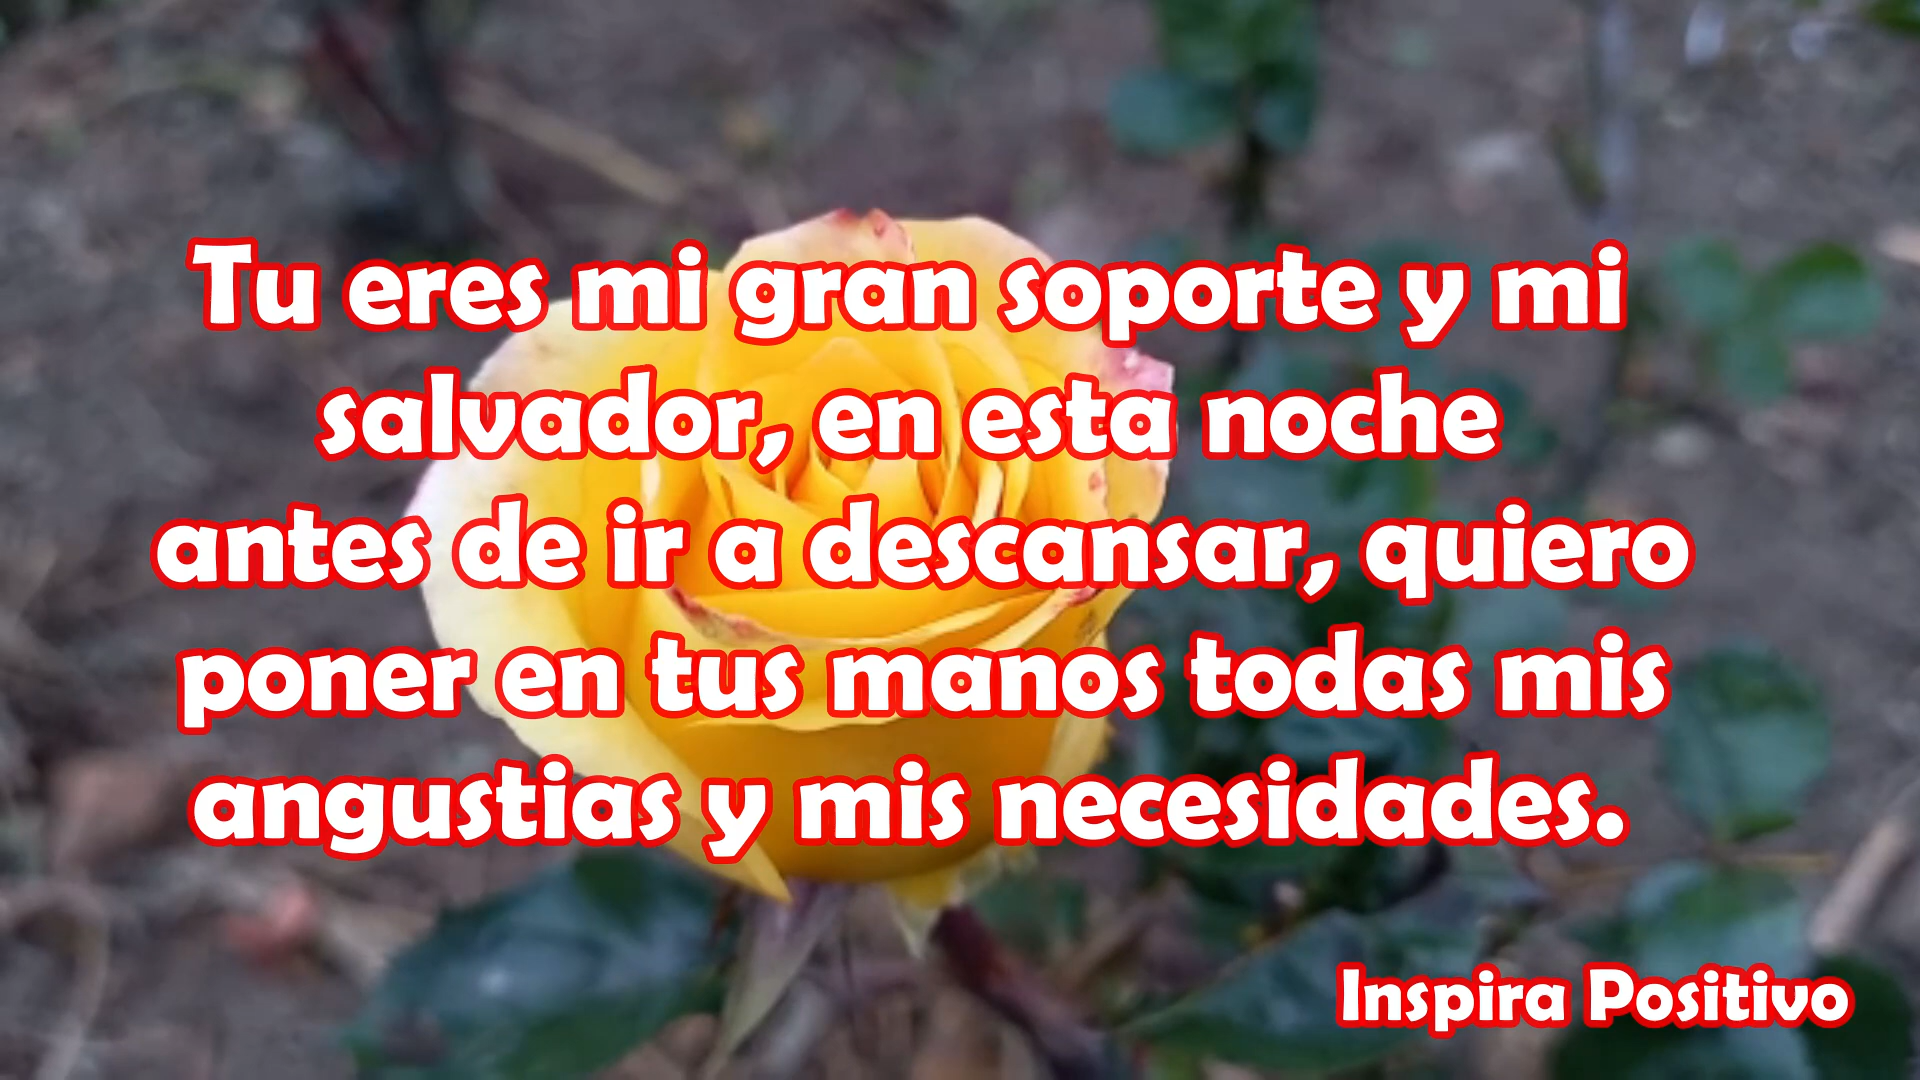 Tu eres mi gran soporte y mi
salvador, en esta noche
antes de ir a descansar, quiero
poner en tus manos todas mis
angustias y mis necesidades.
Inspira Positivo